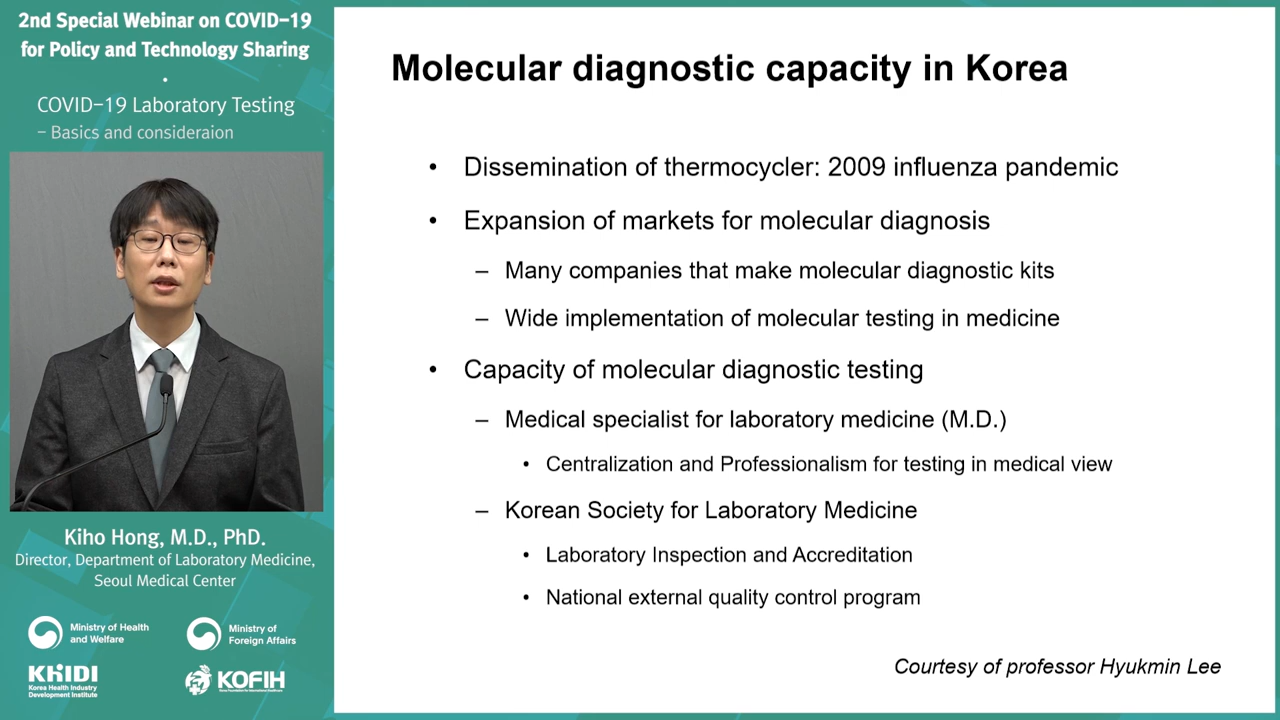 2nd Special Webinar on COVID-19
for Policy and Technology Sharing
COVID-19 Laboratory Testing
- Basics and consideraion
Kiho Hong, M.D., PhD.
Director, Department of Laboratory Medicine,
Seoul Medical Center
Ministry of Health
and Welfare
Ministry of
Foreign Affairs
KHIDI
Korea Health Industry
Development Institute
KOFIH
Korea Foundation for International Healthcare
Molecular diagnostic capacity in Korea
• Dissemination of thermocycler: 2009 influenza pandemic
• Expansion of markets for molecular diagnosis
– Many companies that make molecular diagnostic kits
– Wide implementation of molecular testing in medicine
• Capacity of molecular diagnostic testing
– Medical specialist for laboratory medicine (M.D.)
• Centralization and Professionalism for testing in medical view
– Korean Society for Laboratory Medicine
• Laboratory Inspection and Accreditation
• National external quality control program
Courtesy of professor Hyukmin Lee